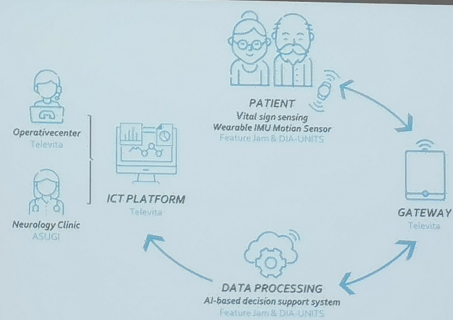 Operativecenter
Televita
Neurology Clinic
ASUGI
ICT PLATFORM
Televita
PATIENT
Vital sign sensing
Wearable IMU Motion Sensor
Feature Jam & DIA-UNITS
GATEWAY
Televita
DATA PROCESSING
AI-based decision support system
Feature Jam & DIA-UNITS